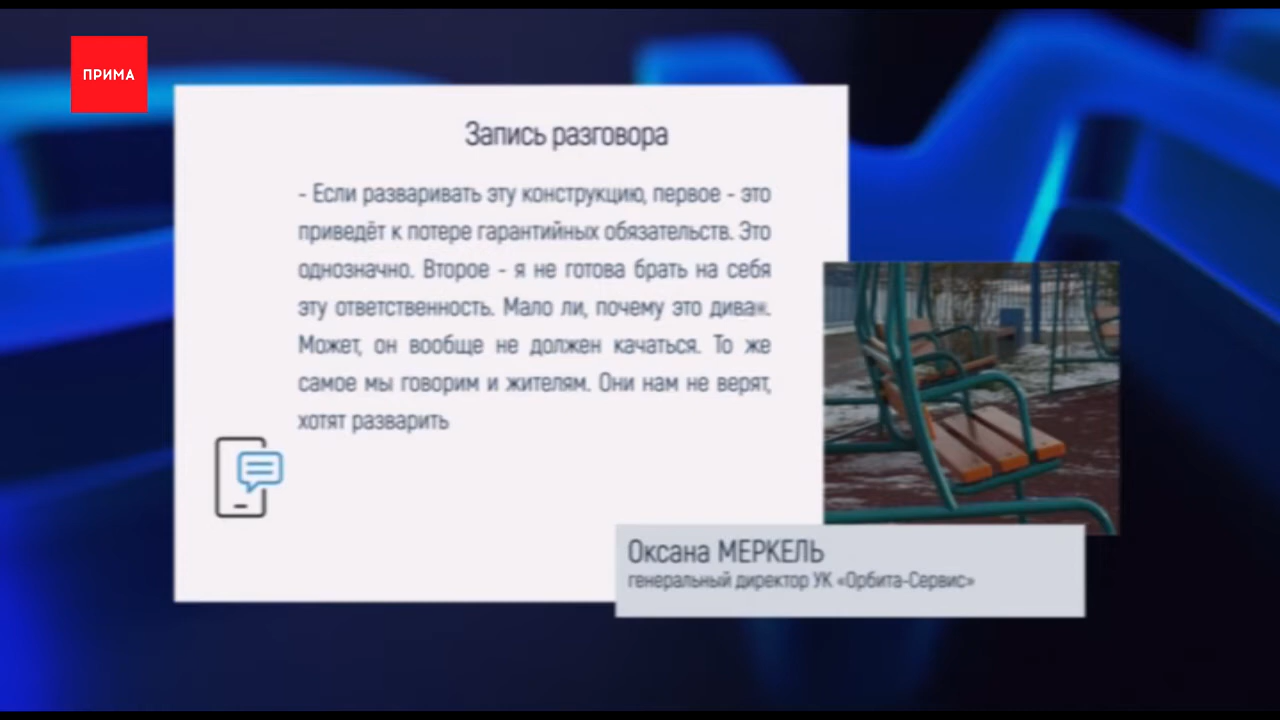 ПРИМА
Запись разговора
- Если разваривать эту конструкцию, первое - это
приведёт к потере гарантийных обязательств. Это
однозначно. Второе - я не готова брать на себя
эту ответственность. Мало ли, почему это диван.
Может, он вообще не должен качаться. То же
самое мы говорим и жителям. Они нам не верят,
хотят разварить
Оксана МЕРКЕЛЬ
генеральный директор УК «Орбита-Сервис»